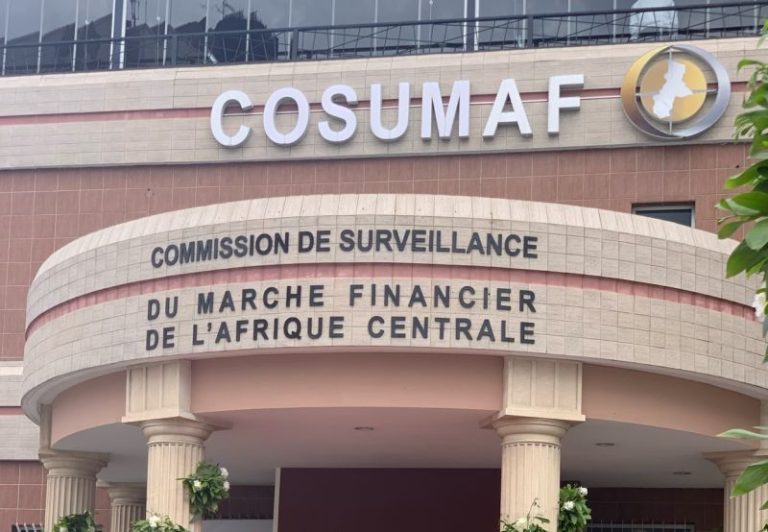 COSUMAF
COMMISSION DE SURVEILLANCE
DU MARCHE FINANCIER
DE L'AFRIQUE CENTRALE